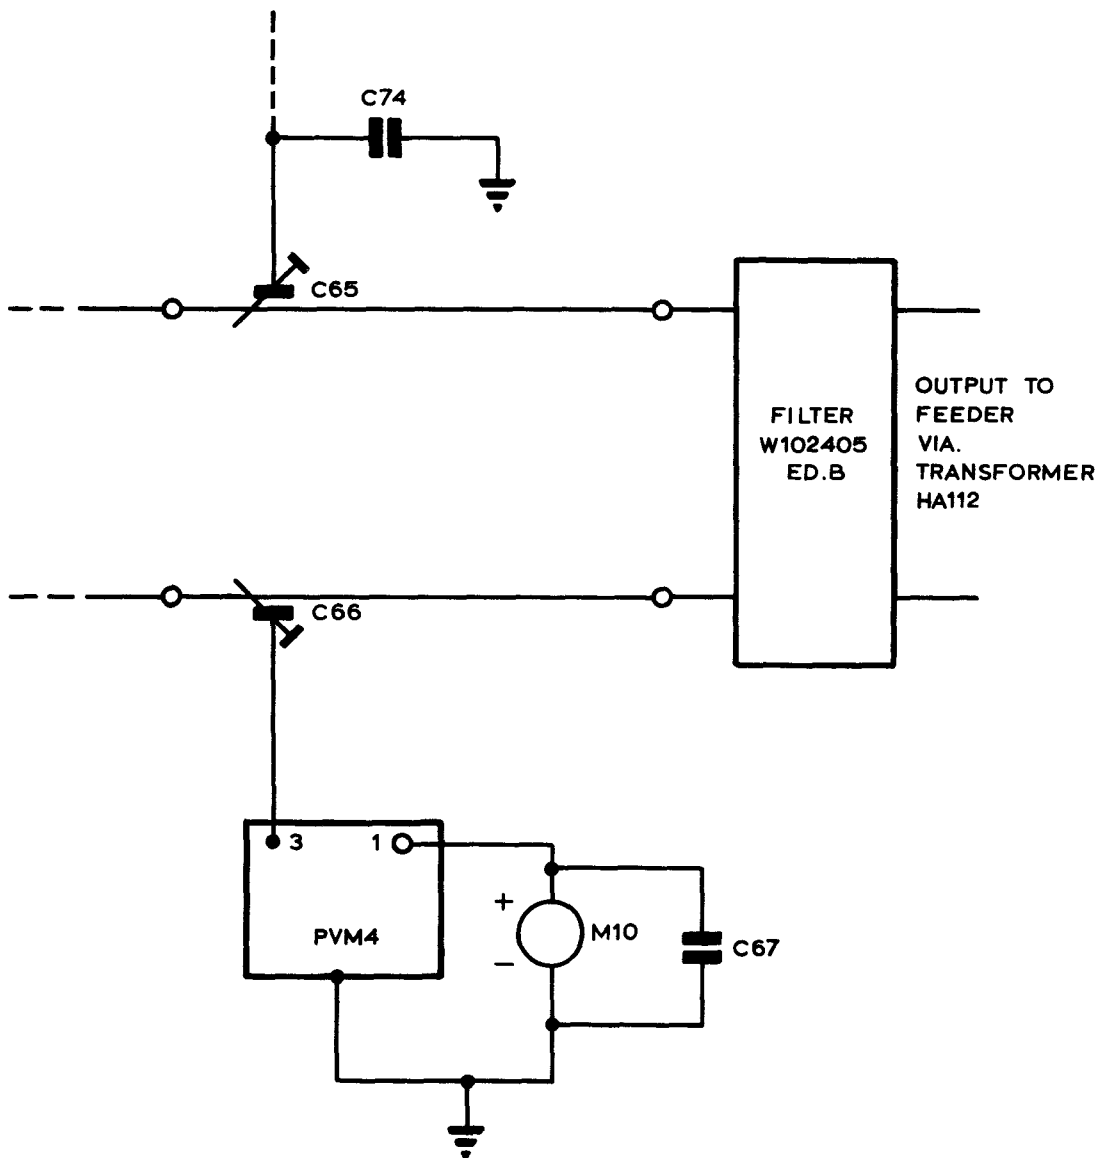 C74
C65
FILTER
W102405
ED.B
OUTPUT TO
FEEDER
VIA.
TRANSFORMER
HA112
C66
3
1
PVM4
+
M10
−
C67